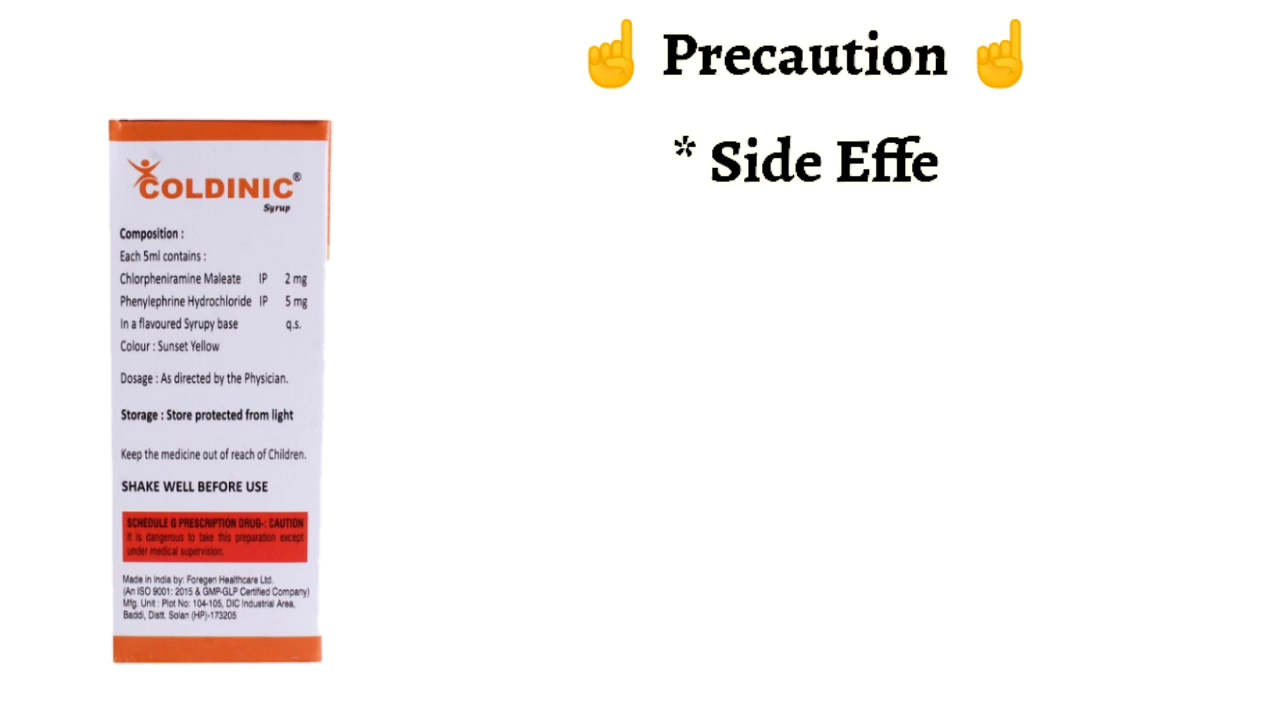 ☝ Precaution ☝
* Side Effe
COLDINIC®
Syrup
Composition :
Each 5ml contains :
Chlorpheniramine Maleate IP 2 mg
Phenylephrine Hydrochloride IP 5 mg
In a flavoured Syrupy base q.s.
Colour : Sunset Yellow
Dosage : As directed by the Physician.
Storage : Store protected from light
Keep the medicine out of reach of Children.
SHAKE WELL BEFORE USE
SCHEDULE G PRESCRIPTION DRUG-: CAUTION
It is dangerous to take this preparation except
under medical supervision.
Made in India by: Foregen Healthcare Ltd.
(An ISO 9001: 2015 & GMP-GLP Certified Company)
Mfg. Unit : Plot No: 104-105, DIC Industrial Area,
Baddi, Distt. Solan (HP)-173205